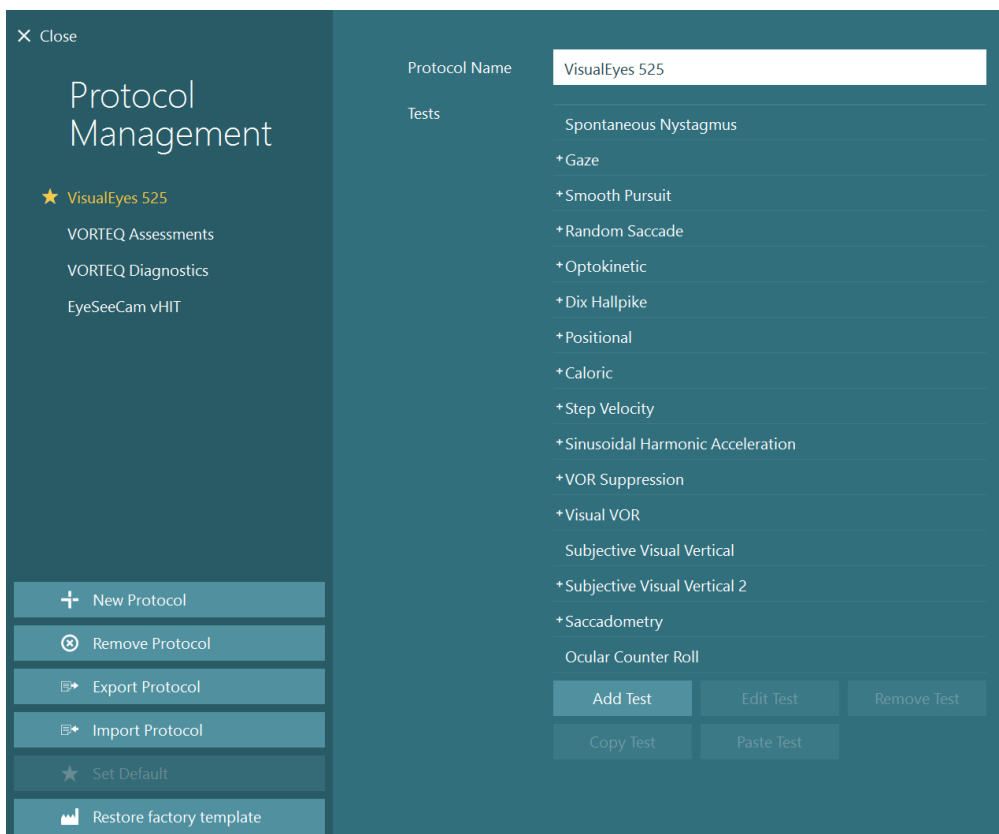 Close
Protocol
Management
VisualEyes 525
VORTEQ Assessments
VORTEQ Diagnostics
EyeSeeCam vHIT
New Protocol
Remove Protocol
Export Protocol
Import Protocol
Set Default
Restore factory template
Protocol Name
VisualEyes 525
Tests
Spontaneous Nystagmus
+Gaze
+Smooth Pursuit
+Random Saccade
+Optokinetic
+Dix Hallpike
+Positional
+Caloric
+Step Velocity
+Sinusoidal Harmonic Acceleration
+VOR Suppression
+Visual VOR
Subjective Visual Vertical
+Subjective Visual Vertical 2
+Saccadometry
Ocular Counter Roll
Add Test Edit Test Remove Test
Copy Test Paste Test